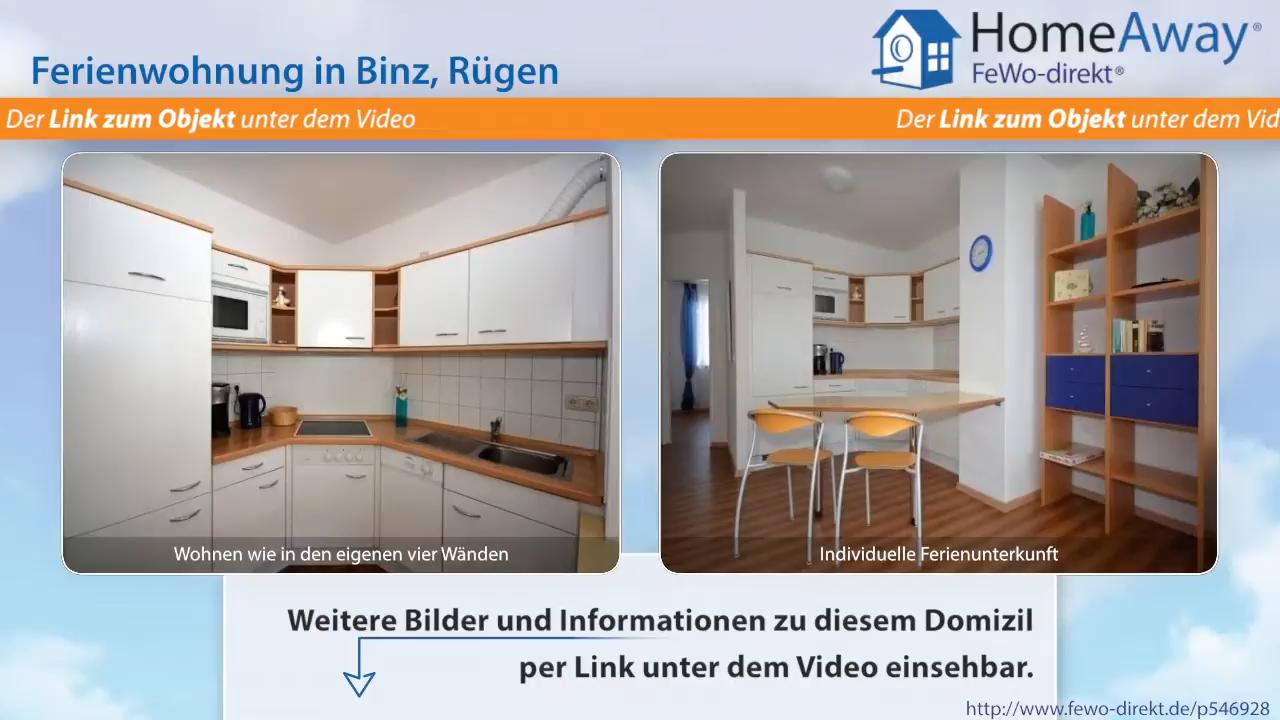 HomeAway®
FeWo-direkt®
Ferienwohnung in Binz, Rügen
Der Link zum Objekt unter dem Video
Der Link zum Objekt unter dem Vid
Wohnen wie in den eigenen vier Wänden
Individuelle Ferienunterkunft
Weitere Bilder und Informationen zu diesem Domizil
per Link unter dem Video einsehbar.
http://www.fewo-direkt.de/p546928